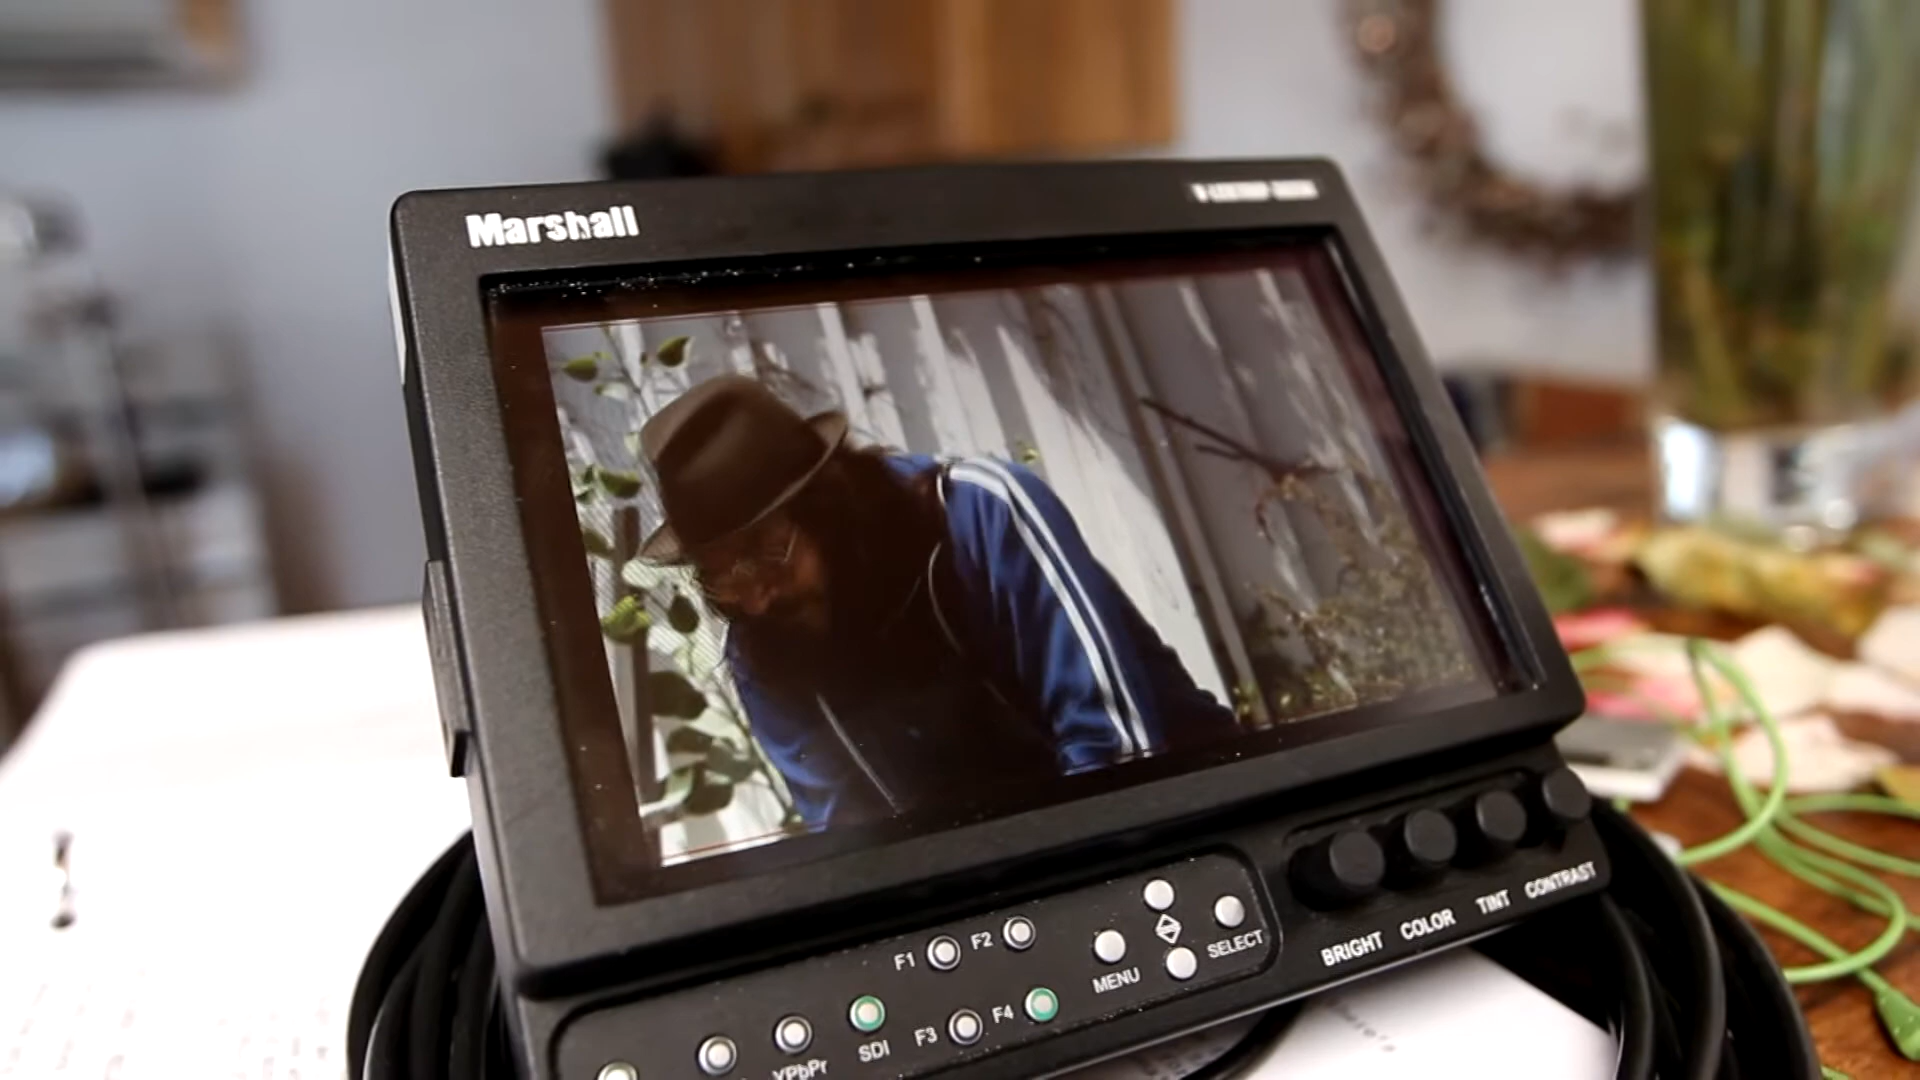 Marshall
F1 F2
MENU
SELECT
BRIGHT COLOR TINT CONTRAST
YPbPr SDI F3 F4